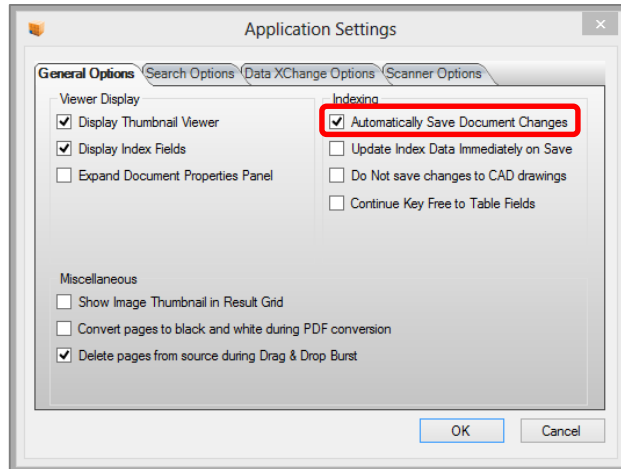 Application Settings
General Options Search Options Data XChange Options Scanner Options
Viewer Display
Display Thumbnail Viewer
Display Index Fields
Expand Document Properties Panel
Indexing
Automatically Save Document Changes
Update Index Data Immediately on Save
Do Not save changes to CAD drawings
Continue Key Free to Table Fields
Miscellaneous
Show Image Thumbnail in Result Grid
Convert pages to black and white during PDF conversion
Delete pages from source during Drag & Drop Burst
OK Cancel